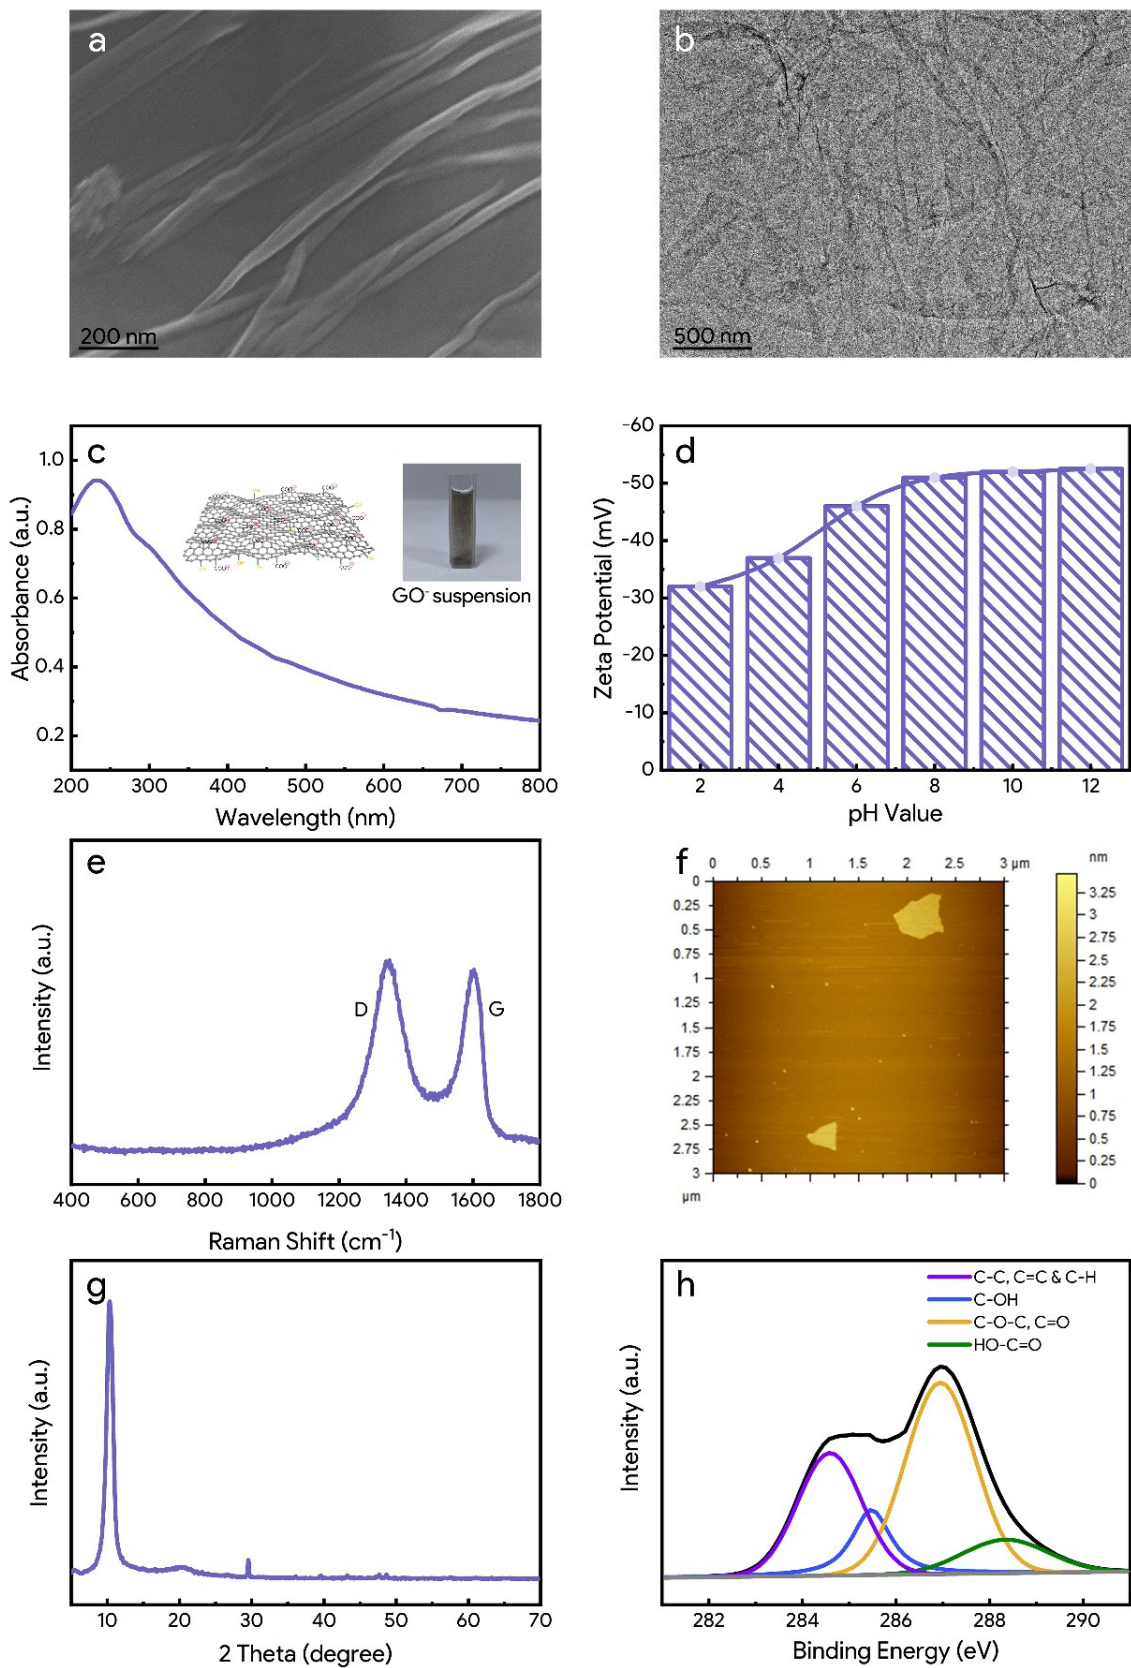 a
200 nm
b
500 nm
c
1.0
0.8
0.6
0.4
0.2
Absorbance (a.u.)
GO⁻ suspension
200 300 400 500 600 700 800
Wavelength (nm)
d
-60
-50
-40
-30
-20
-10
0
Zeta Potential (mV)
2 4 6 8 10 12
pH Value
e
Intensity (a.u.)
D
G
400 600 800 1000 1200 1400 1600 1800
Raman Shift (cm⁻¹)
f
0 0.5 1 1.5 2 2.5 3 µm
0
0.25
0.5
0.75
1
1.25
1.5
1.75
2
2.25
2.5
2.75
3
µm
nm
3.25
3
2.75
2.5
2.25
2
1.75
1.5
1.25
1
0.75
0.5
0.25
0
g
Intensity (a.u.)
10 20 30 40 50 60 70
2 Theta (degree)
h
C-C, C=C & C-H
C-OH
C-O-C, C=O
HO-C=O
Intensity (a.u.)
282 284 286 288 290
Binding Energy (eV)